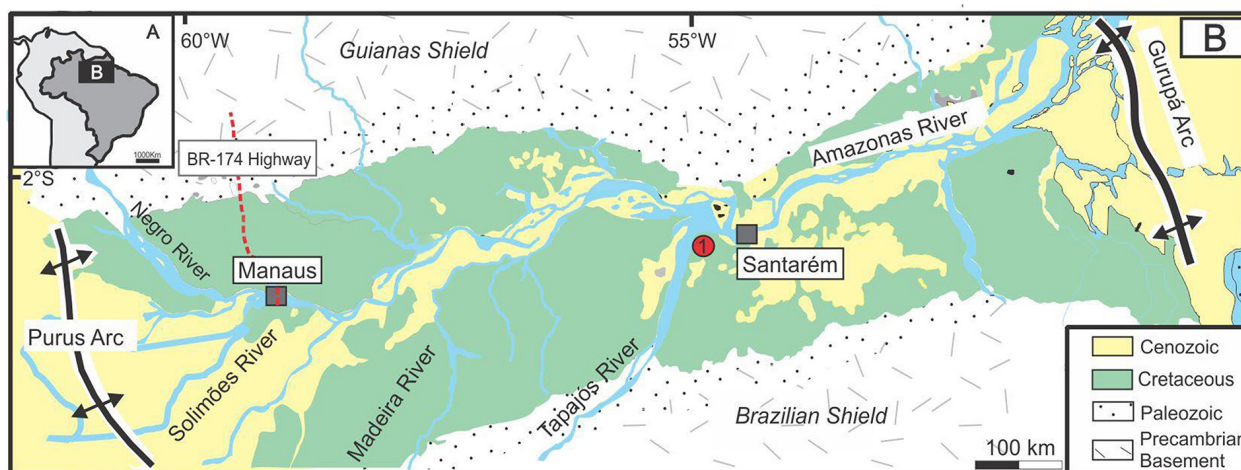 60°W
55°W
A
B
1000Km
B
Guianas Shield
Gurupá Arc
Amazonas River
BR-174 Highway
2°S
Negro River
Manaus
1
Santarém
Purus Arc
Solimões River
Madeira River
Tapajós River
Brazilian Shield
100 km
Cenozoic
Cretaceous
Paleozoic
Precambrian
Basement